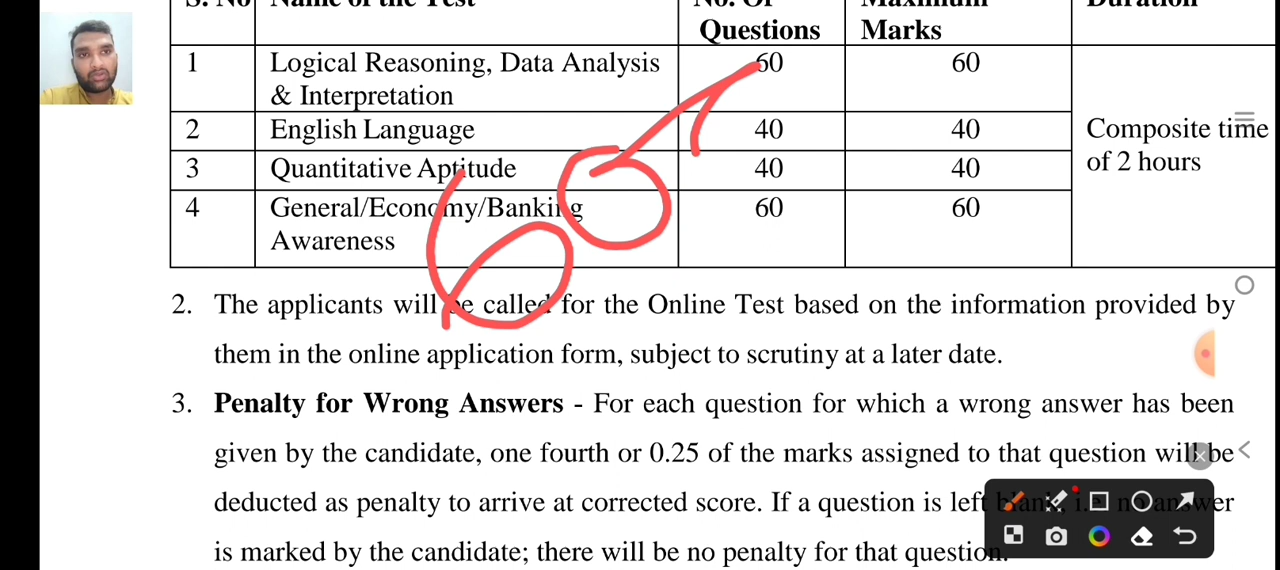 S. No Name of the Test No. Of Maximum Duration
Questions Marks
1 Logical Reasoning, Data Analysis 60 60
& Interpretation
2 English Language 40 40 Composite time
3 Quantitative Aptitude 40 40 of 2 hours
4 General/Economy/Banking 60 60
Awareness
60
2. The applicants will be called for the Online Test based on the information provided by
them in the online application form, subject to scrutiny at a later date.
3. Penalty for Wrong Answers - For each question for which a wrong answer has been
given by the candidate, one fourth or 0.25 of the marks assigned to that question will be
deducted as penalty to arrive at corrected score. If a question is left blank, i.e. no answer
is marked by the candidate; there will be no penalty for that question.